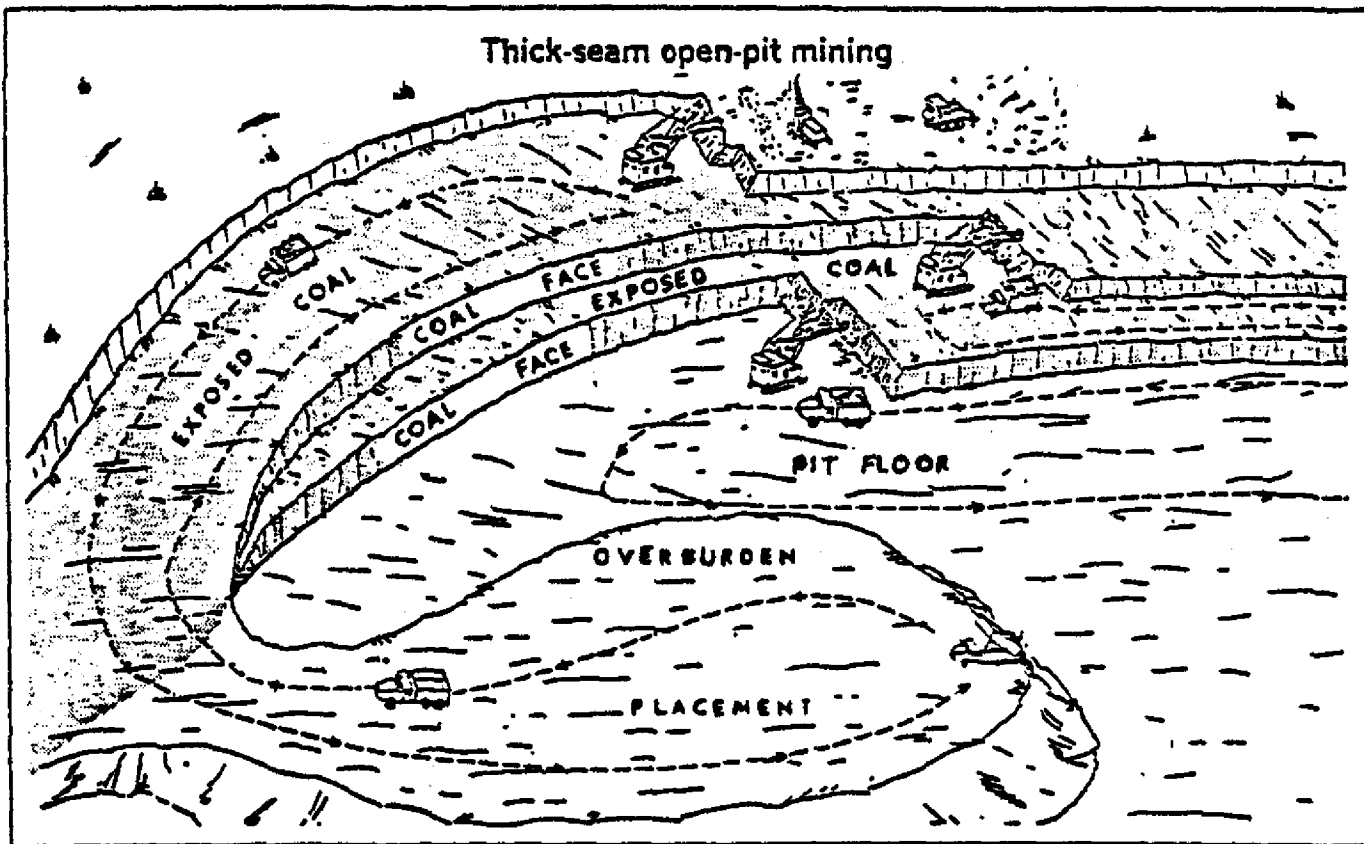 Thick-seam open-pit mining
EXPOSED COAL
COAL FACE
EXPOSED COAL
COAL FACE
PIT FLOOR
OVERBURDEN
PLACEMENT